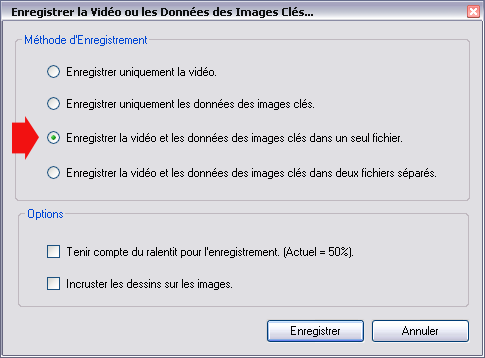 Enregistrer la Vidéo ou les Données des Images Clés...
Méthode d'Enregistrement
Enregistrer uniquement la vidéo.
Enregistrer uniquement les données des images clés.
Enregistrer la vidéo et les données des images clés dans un seul fichier.
Enregistrer la vidéo et les données des images clés dans deux fichiers séparés.
Options
Tenir compte du ralentit pour l'enregistrement. (Actuel = 50%).
Incruster les dessins sur les images.
Enregistrer
Annuler